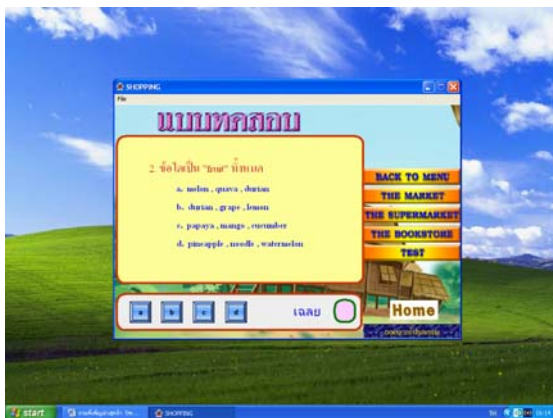 SHOPPING
File
แบบทดสอบ
2. ข้อใดเป็น "fruit" ทั้งหมด
a. melon , quava , durian
b. durian , grape , lemon
c. papaya , mango , cucumber
d. pineapple , noodle , watermelon
BACK TO MENU
THE MARKET
THE SUPERMARKET
THE BOOKSTORE
TEST
a b c d
เฉลย
Home
start
SHOPPING
TH